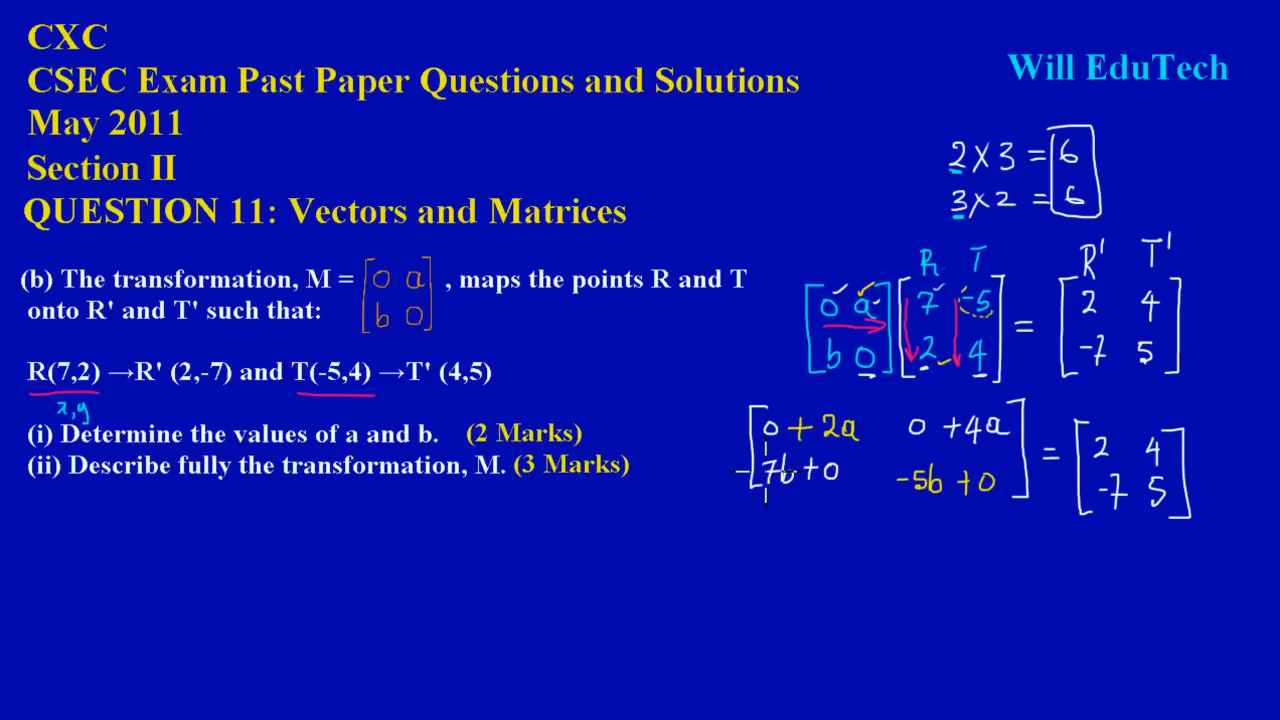 CXC
CSEC Exam Past Paper Questions and Solutions
May 2011
Section II
QUESTION 11: Vectors and Matrices
Will EduTech
2 x 3 = 6
3 x 2 = 6
(b) The transformation, M = [0 a
b 0] , maps the points R and T
onto R' and T' such that:
R(7,2) →R' (2,-7) and T(-5,4) →T' (4,5)
x, y
(i) Determine the values of a and b. (2 Marks)
(ii) Describe fully the transformation, M. (3 Marks)
R T R' T'
[0 a [7 -5 = [2 4
b 0] 2 4] -7 5]
[0 + 2a 0 + 4a = [2 4
7b + 0 -5b + 0] -7 5]